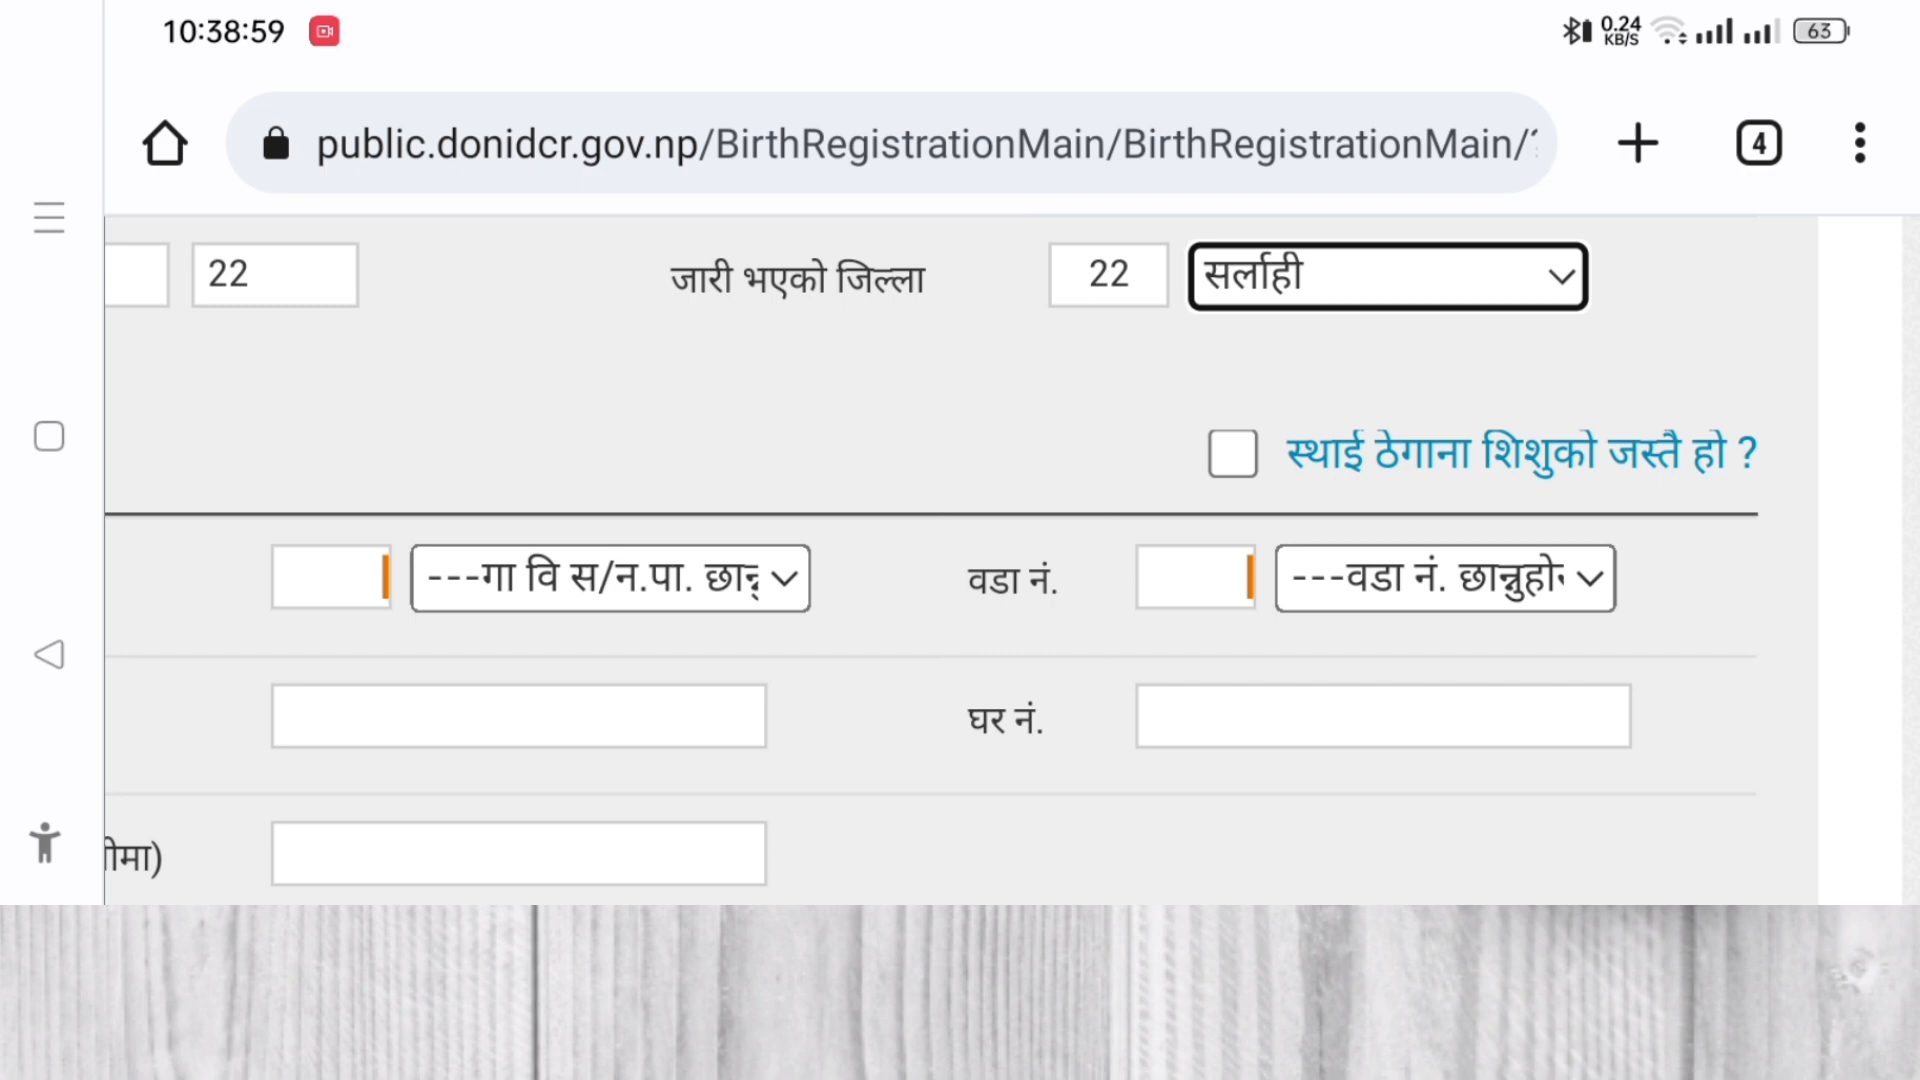 10:38:59 0.24 KB/S 63
public.donidcr.gov.np/BirthRegistrationMain/BirthRegistrationMain/ 4
22 जारी भएको जिल्ला 22 सर्लाही
स्थाई ठेगाना शिशुको जस्तै हो ?
---गा वि स/न.पा. वडा नं. ---वडा नं.
घर नं.